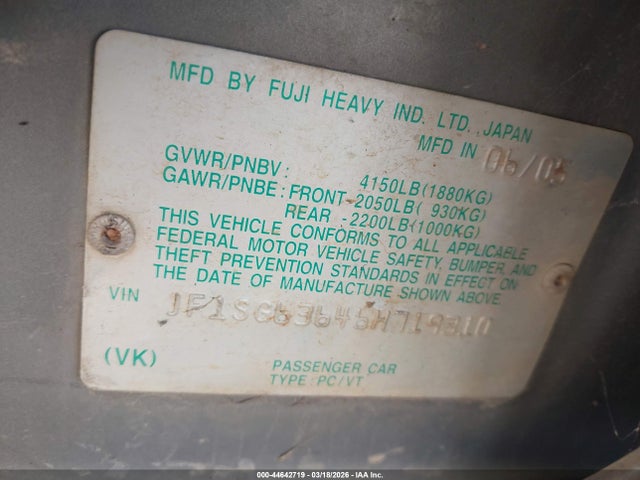 MFD BY FUJI HEAVY IND. LTD., JAPAN
MFD IN 06/05
GVWR/PNBV: 4150LB(1880KG)
GAWR/PNBE: FRONT-2050LB( 930KG)
REAR -2200LB(1000KG)
THIS VEHICLE CONFORMS TO ALL APPLICABLE
FEDERAL MOTOR VEHICLE SAFETY, BUMPER, AND
THEFT PREVENTION STANDARDS IN EFFECT ON
THE DATE OF MANUFACTURE SHOWN ABOVE.
VIN JF1SG63646H719310
(VK) PASSENGER CAR
TYPE: PC/VT
000-44642719 | 03/18/2026 - IAA Inc.